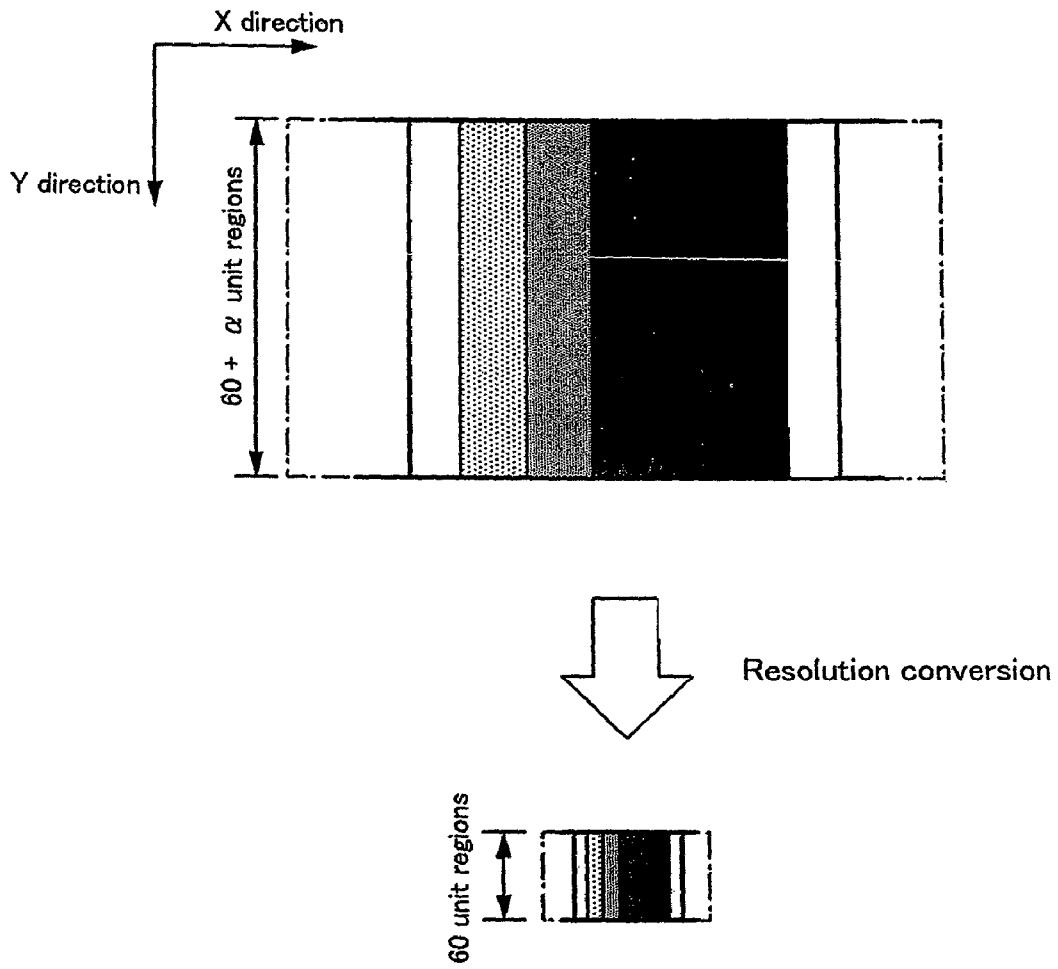 X direction
Y direction
60 + α unit regions
Resolution conversion
60 unit regions